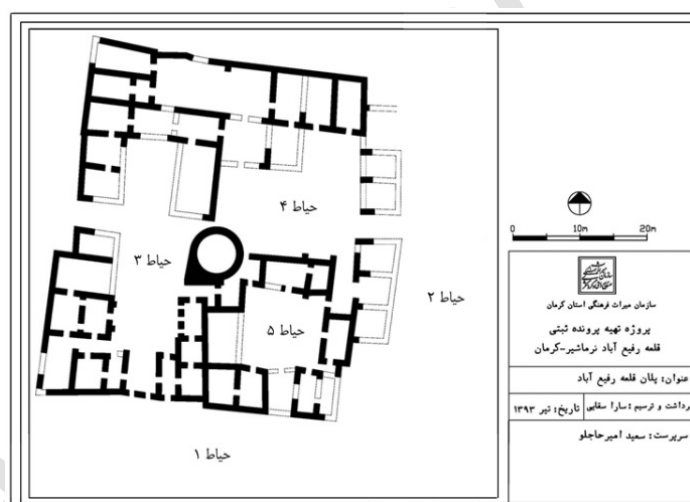 حیاط ۴
حیاط ۳
حیاط ۲
حیاط ۵
حیاط ۱
0 10m 20m
سازمان میراث فرهنگی استان کرمان
پروژه تهیه پرونده ثبتی
قلعه رفیع آباد نرماشیر-کرمان
عنوان: پلان قلعه رفیع آباد
برداشت و ترسیم: سارا سقایی
تاریخ: تیر ۱۳۹۳
سرپرست: سعید امیرحاجلو